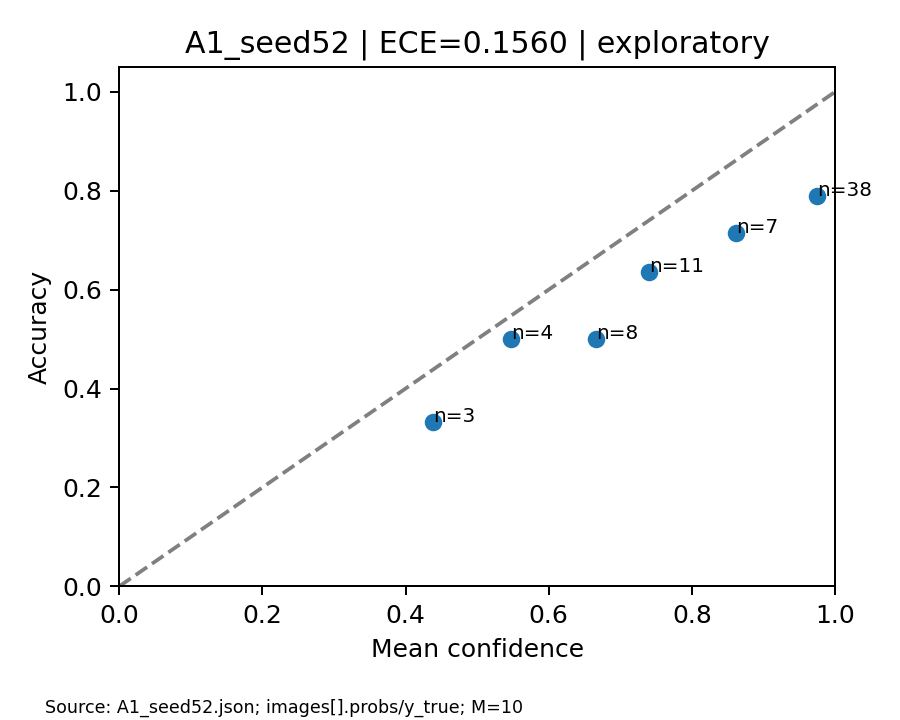 A1_seed52 | ECE=0.1560 | exploratory
1.0
0.8
0.6
0.4
0.2
0.0
Accuracy
n=38
n=7
n=11
n=4
n=8
n=3
0.0 0.2 0.4 0.6 0.8 1.0
Mean confidence
Source: A1_seed52.json; images[].probs/y_true; M=10